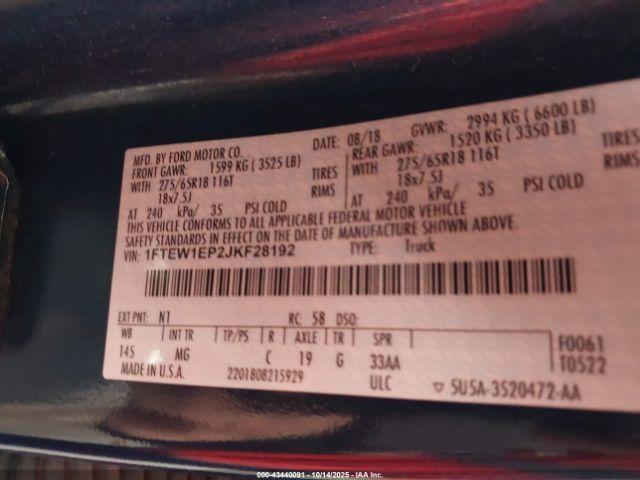 MFD. BY FORD MOTOR CO. DATE: 08/18 GVWR: 2994 KG ( 6600 LB)
FRONT GAWR: 1599 KG ( 3525 LB) REAR GAWR: 1520 KG ( 3350 LB)
WITH 275/65R18 116T TIRES WITH 275/65R18 116T TIRES
18x7.5J RIMS 18x7.5J RIMS
AT 240 kPa/ 35 PSI COLD AT 240 kPa/ 35 PSI COLD
THIS VEHICLE CONFORMS TO ALL APPLICABLE FEDERAL MOTOR VEHICLE
SAFETY STANDARDS IN EFFECT ON THE DATE OF MANUFACTURE SHOWN ABOVE.
VIN: 1FTEW1EP2JKF28192 TYPE: Truck
EXT PNT: N1 RC: 58 DSO:
WB INT TR TP/PS R AXLE TR SPR F0061
145 MG C 19 G 33AA T0522
MADE IN U.S.A. 2201808215929 ULC ▽ 5U5A-3520472-AA
000-43440091 - 10/14/2025 - IAA Inc.